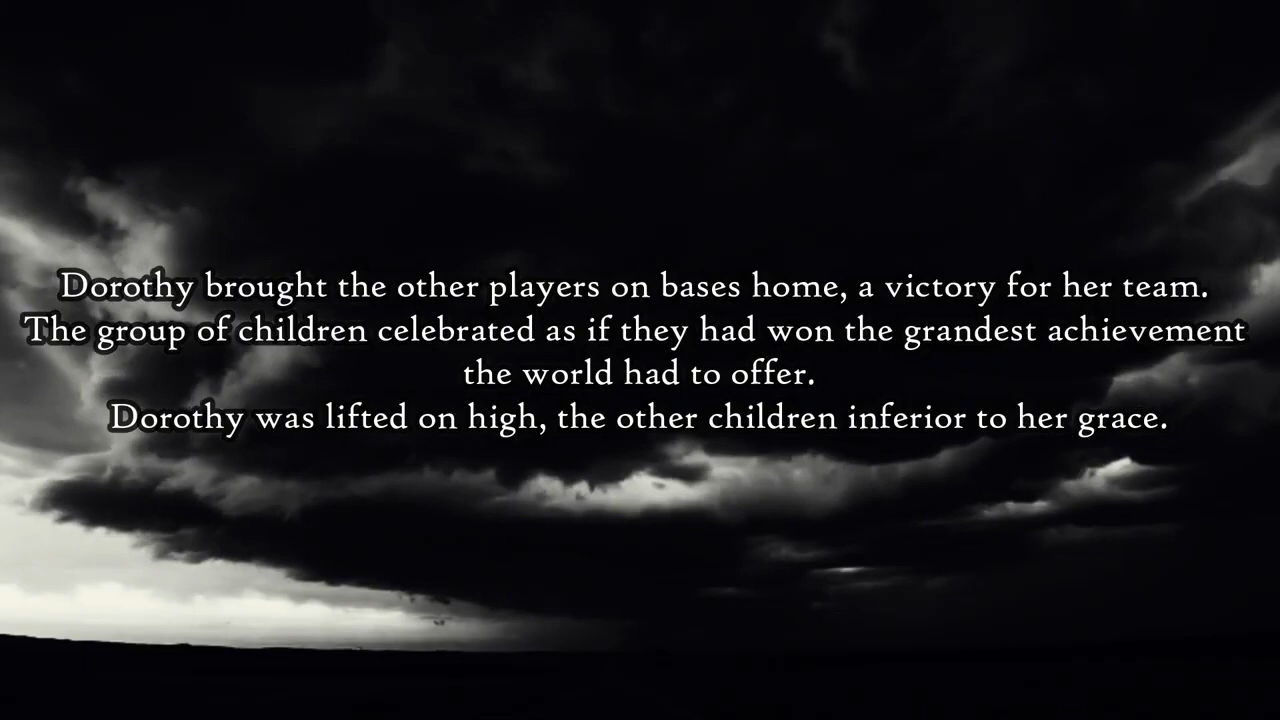 Dorothy brought the other players on bases home, a victory for her team.
The group of children celebrated as if they had won the grandest achievement
the world had to offer.
Dorothy was lifted on high, the other children inferior to her grace.